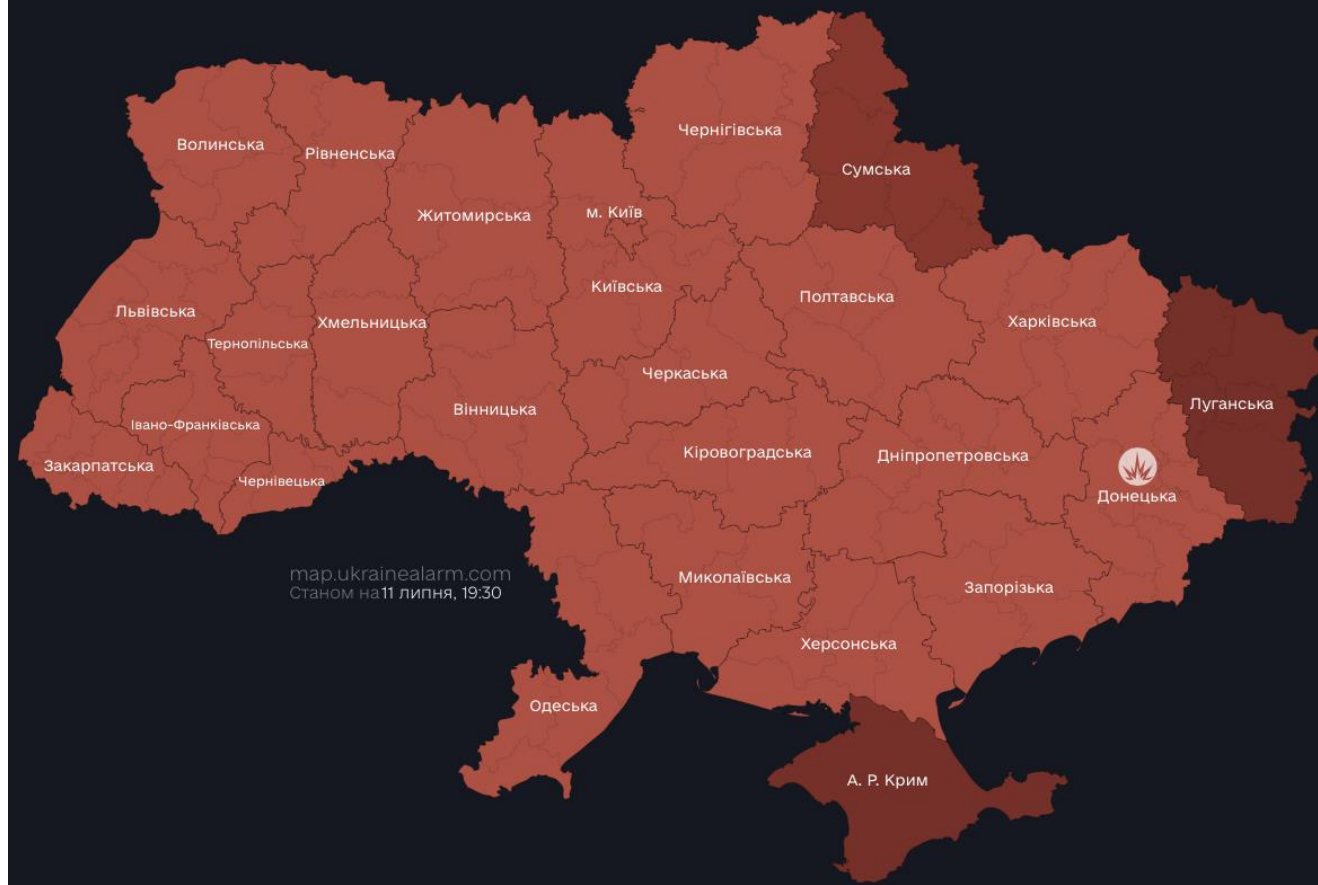 Чернігівська
Волинська
Рівненська
Сумська
Житомирська
м. Київ
Київська
Полтавська
Львівська
Хмельницька
Харківська
Тернопільська
Черкаська
Луганська
Вінницька
Івано-Франківська
Кіровоградська
Дніпропетровська
Закарпатська
Чернівецька
Донецька
map.ukrainealarm.com
Станом на 11 липня, 19:30
Миколаївська
Запорізька
Херсонська
Одеська
А. Р. Крим